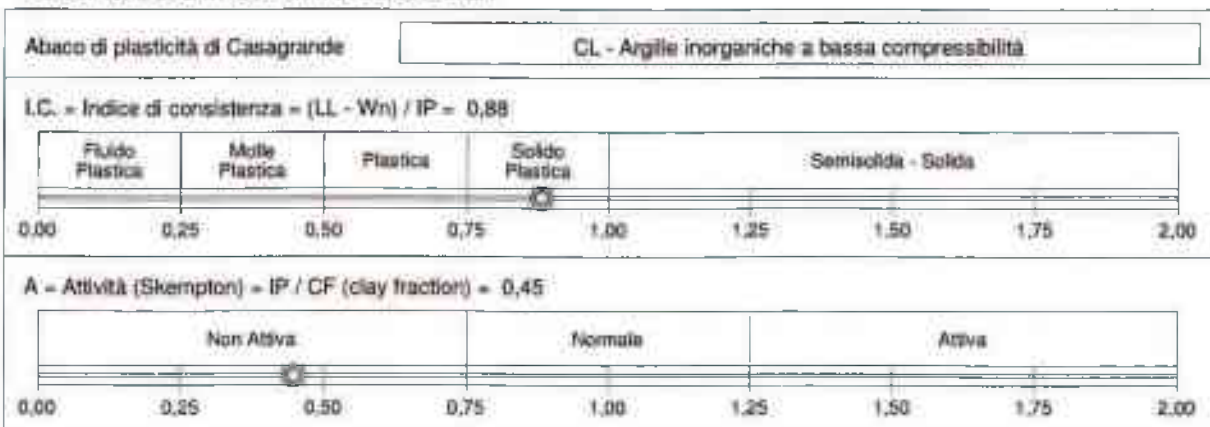 Abaco di plasticità di Casagrande CL - Argille inorganiche a bassa compressibilità
I.C. = Indice di consistenza = (LL - Wn) / IP = 0,88
Fluido Plastica Molle Plastica Plastica Solido Plastica Semisolida - Solida
0,00 0,25 0,50 0,75 1,00 1,25 1,50 1,75 2,00
A = Attività (Skempton) = IP / CF (clay fraction) = 0,45
Non Attiva Normale Attiva
0,00 0,25 0,50 0,75 1,00 1,25 1,50 1,75 2,00